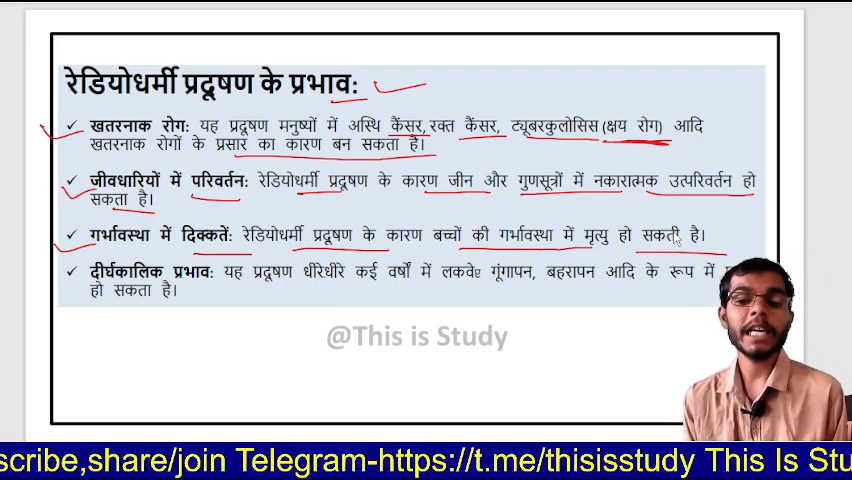 रेडियोधर्मी प्रदूषण के प्रभाव:
✓ खतरनाक रोग: यह प्रदूषण मनुष्यों में अस्थि कैंसर, रक्त कैंसर, ट्यूबरकुलोसिस (क्षय रोग) आदि
खतरनाक रोगों के प्रसार का कारण बन सकता है।
✓ जीवधारियों में परिवर्तन: रेडियोधर्मी प्रदूषण के कारण जीन और गुणसूत्रों में नकारात्मक उत्परिवर्तन हो
सकता है।
✓ गर्भावस्था में दिक्कतें: रेडियोधर्मी प्रदूषण के कारण बच्चों की गर्भावस्था में मृत्यु हो सकती है।
✓ दीर्घकालिक प्रभाव: यह प्रदूषण धीरेधीरे कई वर्षों में लकवे गूंगापन, बहरापन आदि के रूप में
हो सकता है।
@This is Study
scribe,share/join Telegram-https://t.me/thisisstudy This Is Stu